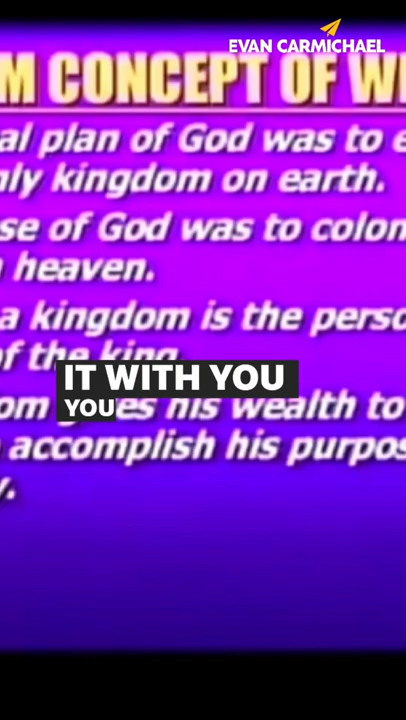 EVAN CARMICHAEL
M CONCEPT OF W
al plan of God was to e
nly kingdom on earth.
se of God was to colon
heaven.
a kingdom is the perso
of the king
IT WITH YOU
YOU
om his wealth to
accomplish his purpos
y.